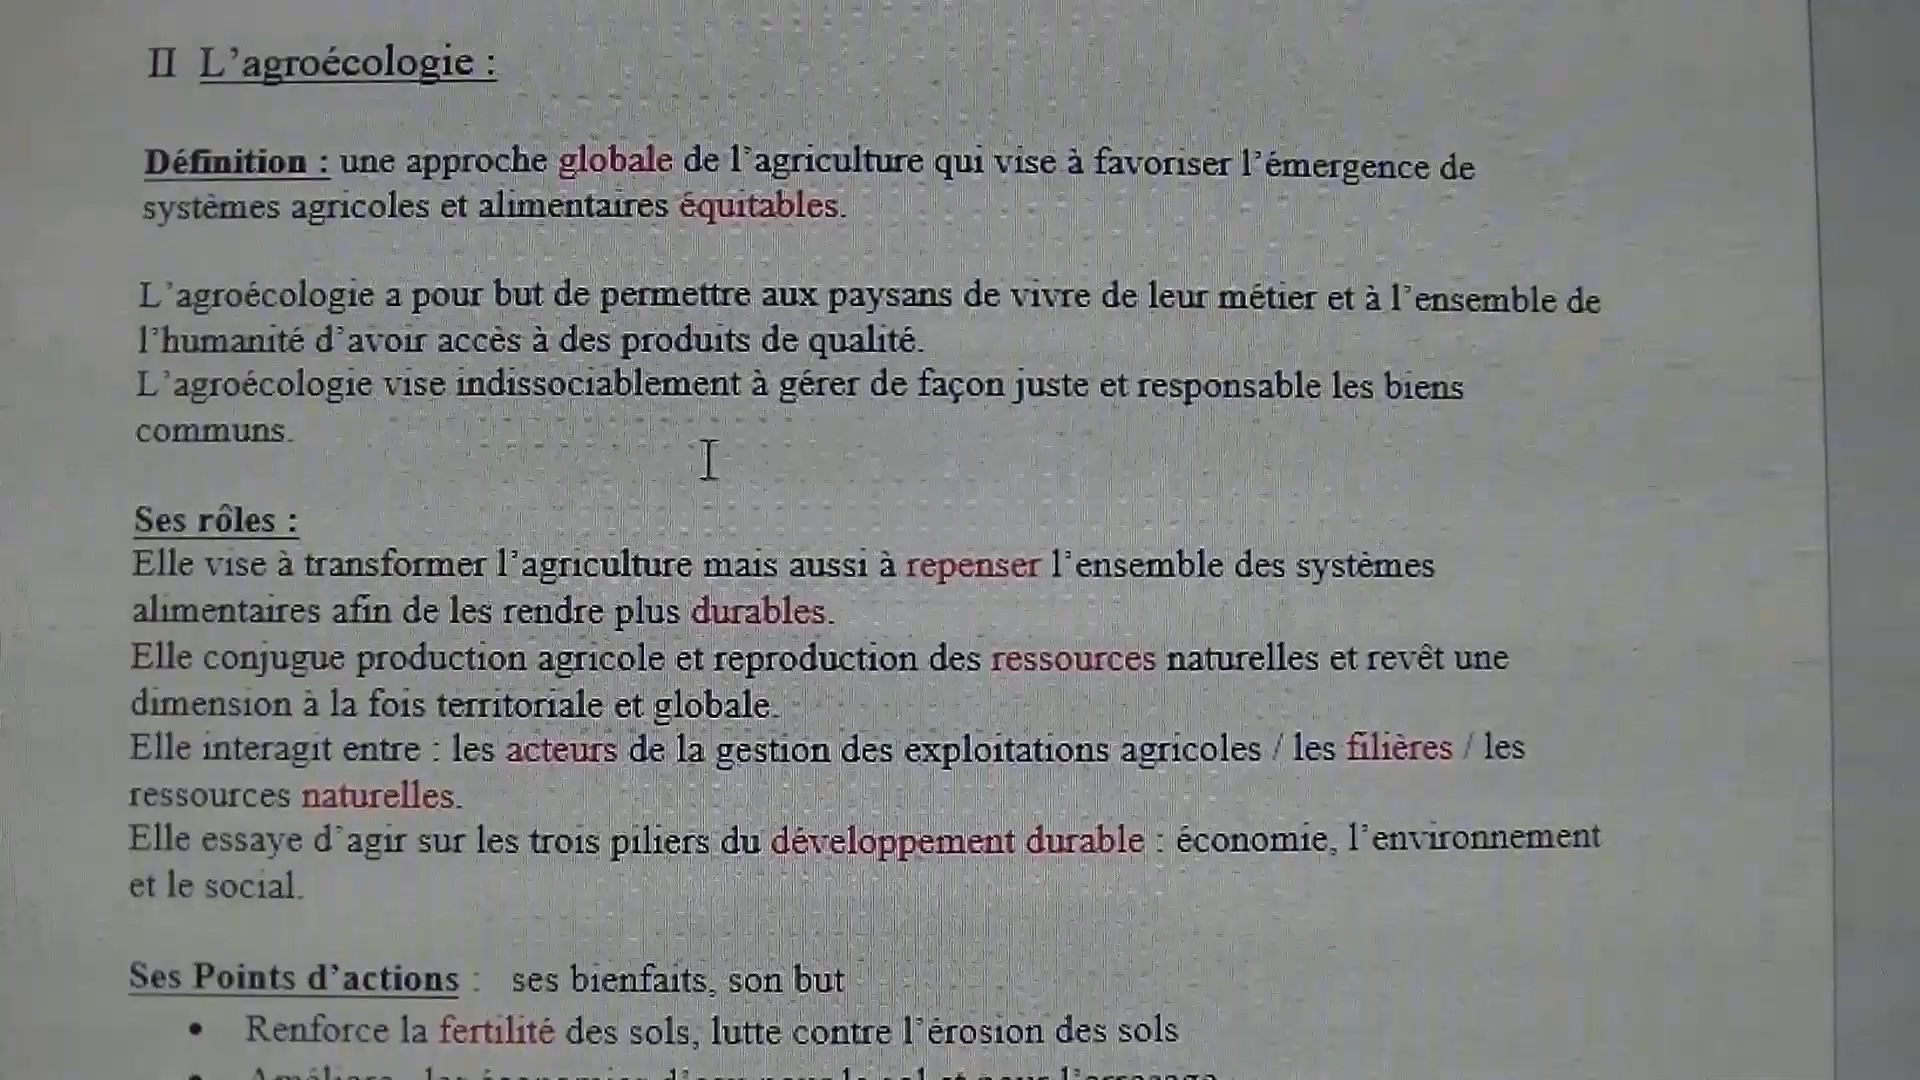 II L'agroécologie :
Définition : une approche globale de l'agriculture qui vise à favoriser l'émergence de
systèmes agricoles et alimentaires équitables.
L'agroécologie a pour but de permettre aux paysans de vivre de leur métier et à l'ensemble de
l'humanité d'avoir accès à des produits de qualité.
L'agroécologie vise indissociablement à gérer de façon juste et responsable les biens
communs.
Ses rôles :
Elle vise à transformer l'agriculture mais aussi à repenser l'ensemble des systèmes
alimentaires afin de les rendre plus durables.
Elle conjugue production agricole et reproduction des ressources naturelles et revêt une
dimension à la fois territoriale et globale.
Elle interagit entre : les acteurs de la gestion des exploitations agricoles / les filières / les
ressources naturelles.
Elle essaye d'agir sur les trois piliers du développement durable : économie, l'environnement
et le social.
Ses Points d'actions : ses bienfaits, son but
• Renforce la fertilité des sols, lutte contre l'érosion des sols